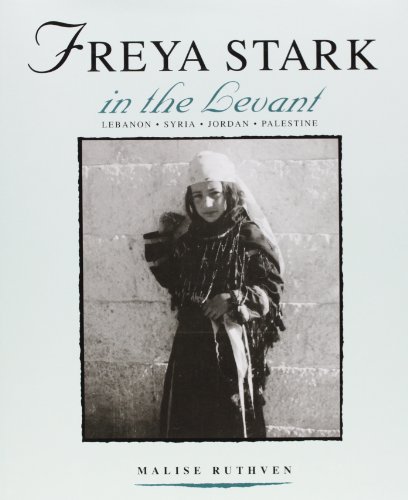 FREYA STARK
in the Levant
LEBANON • SYRIA • JORDAN • PALESTINE
MALISE RUTHVEN